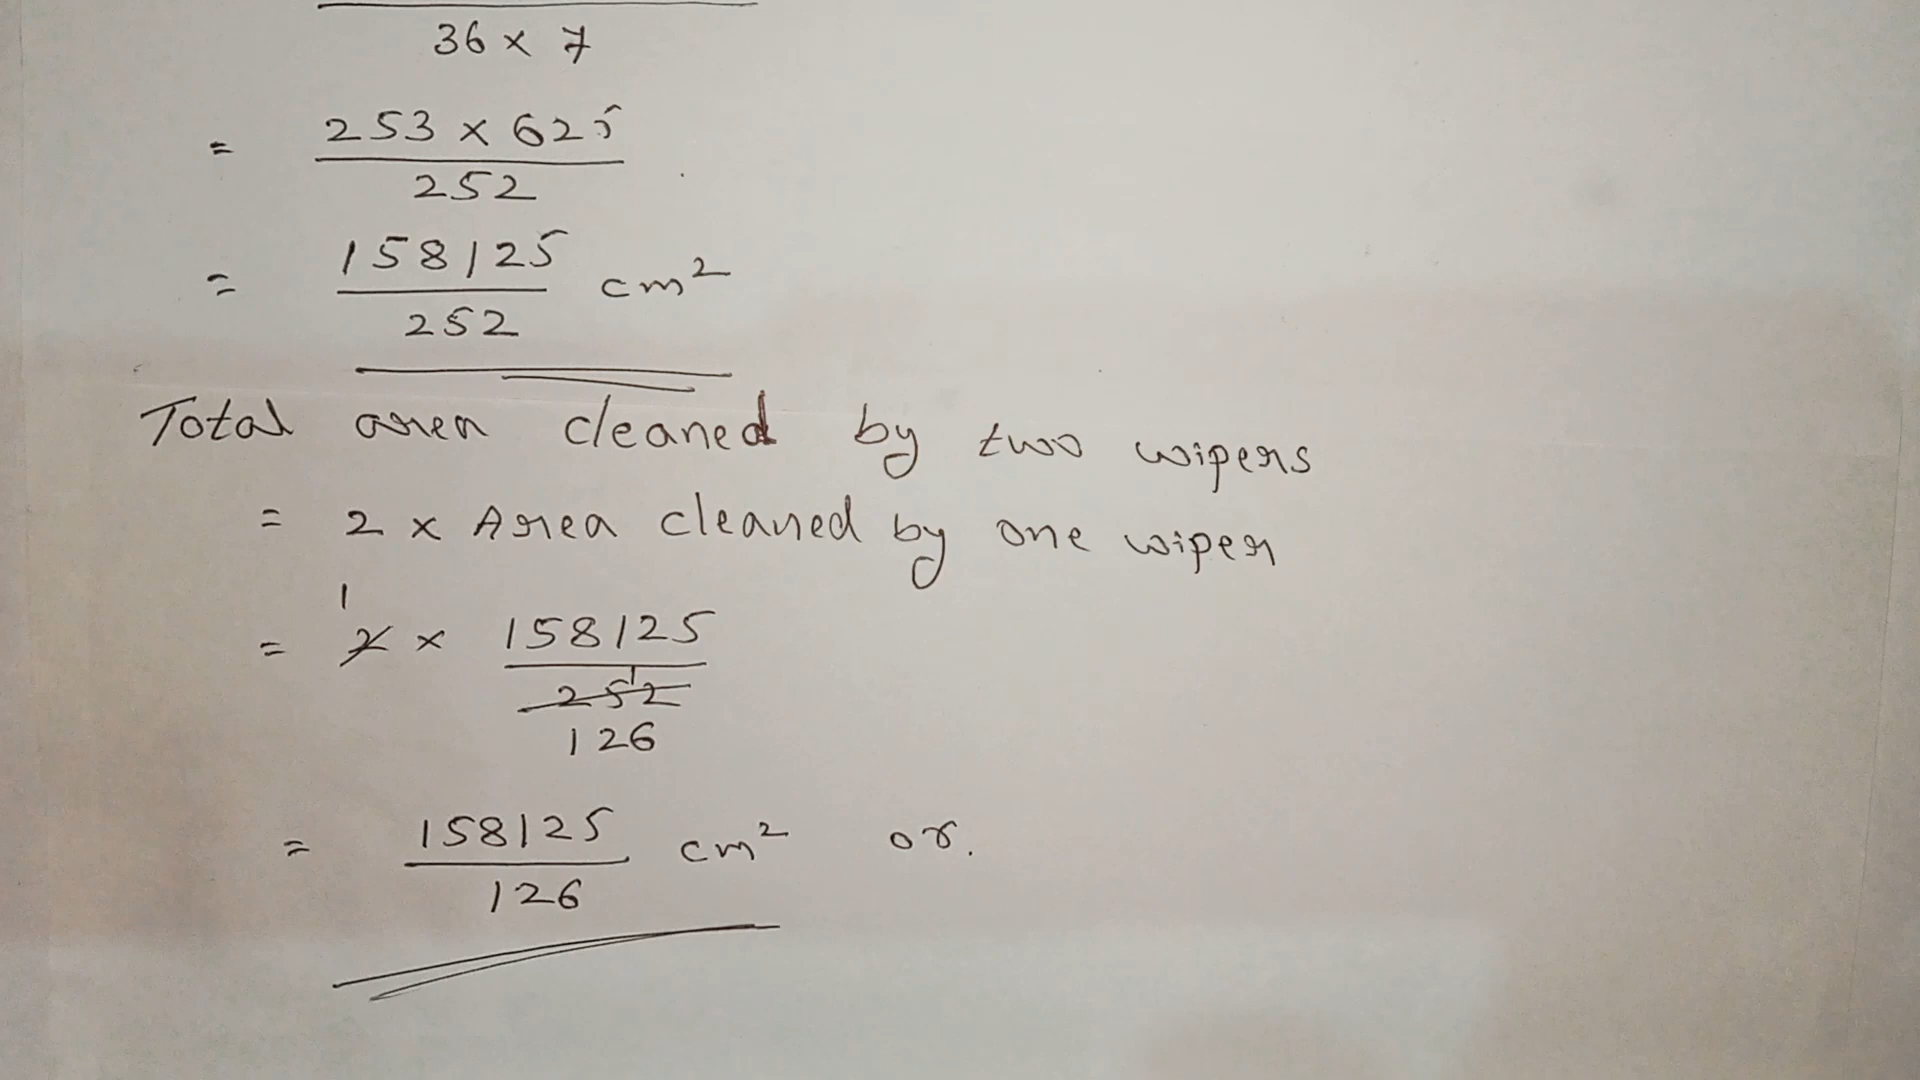 36 × 7
= 253 × 625
252
= 158125 cm²
252
Total area cleaned by two wipers
= 2 × Area cleaned by one wiper
1
= 2 × 158125
252
126
= 158125 cm² or.
126